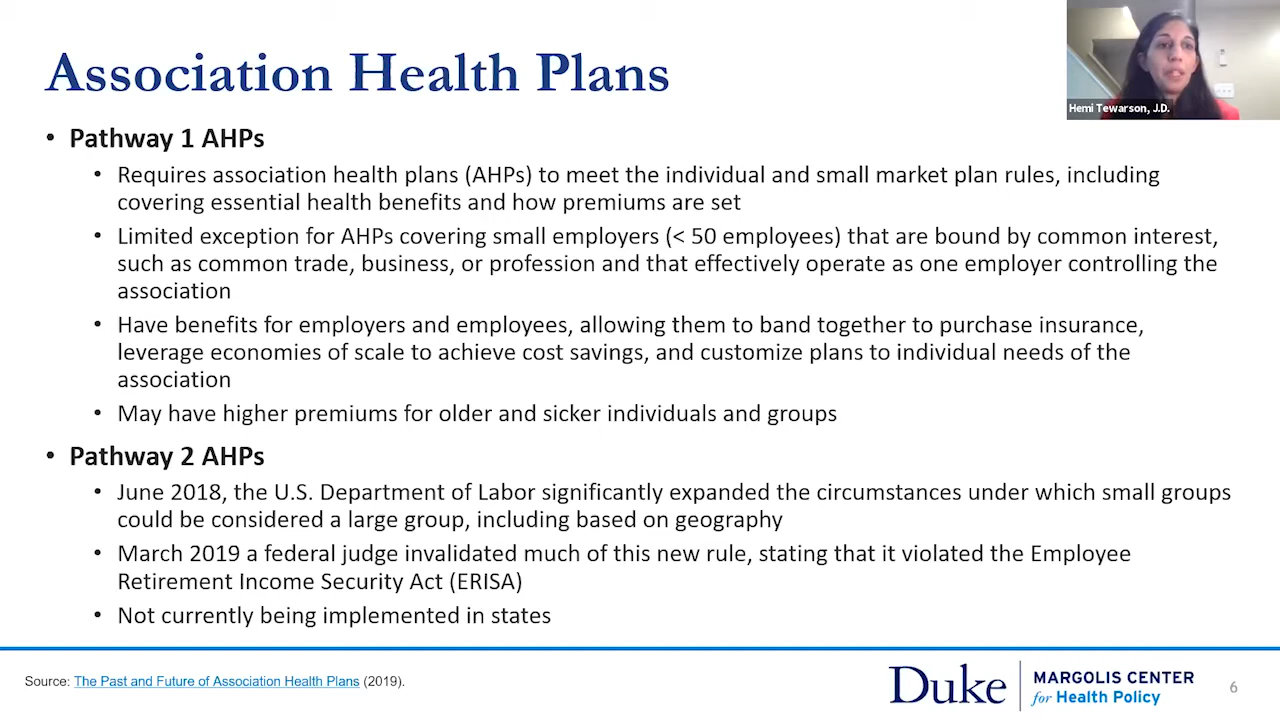 Association Health Plans
Hemi Tewarson, J.D.
• Pathway 1 AHPs
• Requires association health plans (AHPs) to meet the individual and small market plan rules, including
covering essential health benefits and how premiums are set
• Limited exception for AHPs covering small employers (< 50 employees) that are bound by common interest,
such as common trade, business, or profession and that effectively operate as one employer controlling the
association
• Have benefits for employers and employees, allowing them to band together to purchase insurance,
leverage economies of scale to achieve cost savings, and customize plans to individual needs of the
association
• May have higher premiums for older and sicker individuals and groups
• Pathway 2 AHPs
• June 2018, the U.S. Department of Labor significantly expanded the circumstances under which small groups
could be considered a large group, including based on geography
• March 2019 a federal judge invalidated much of this new rule, stating that it violated the Employee
Retirement Income Security Act (ERISA)
• Not currently being implemented in states
Source: The Past and Future of Association Health Plans (2019).
Duke
MARGOLIS CENTER
for Health Policy
6